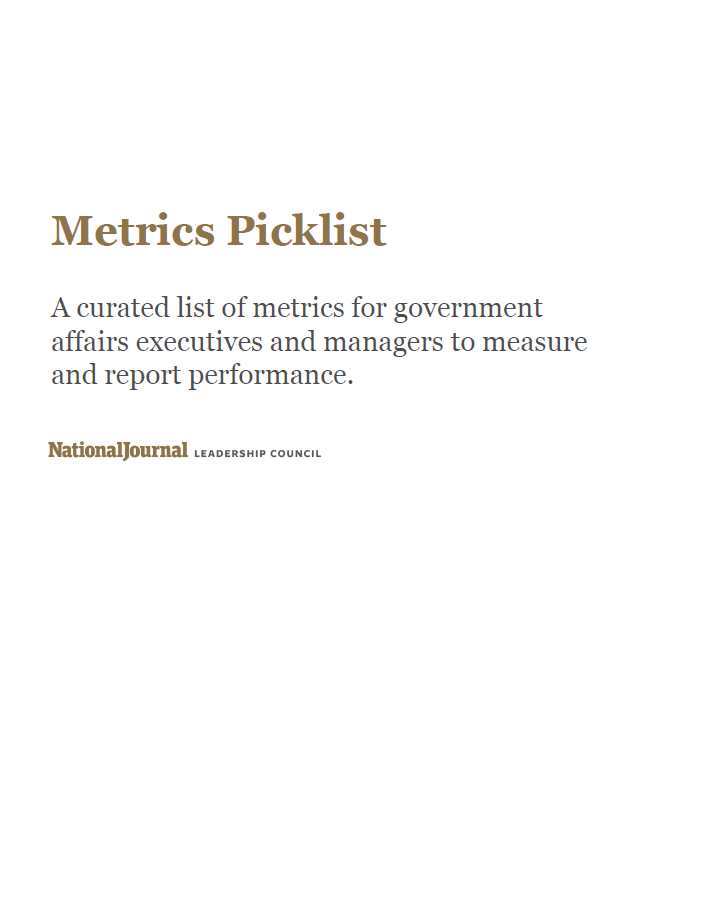 Metrics Picklist
A curated list of metrics for government
affairs executives and managers to measure
and report performance.
NationalJournal LEADERSHIP COUNCIL